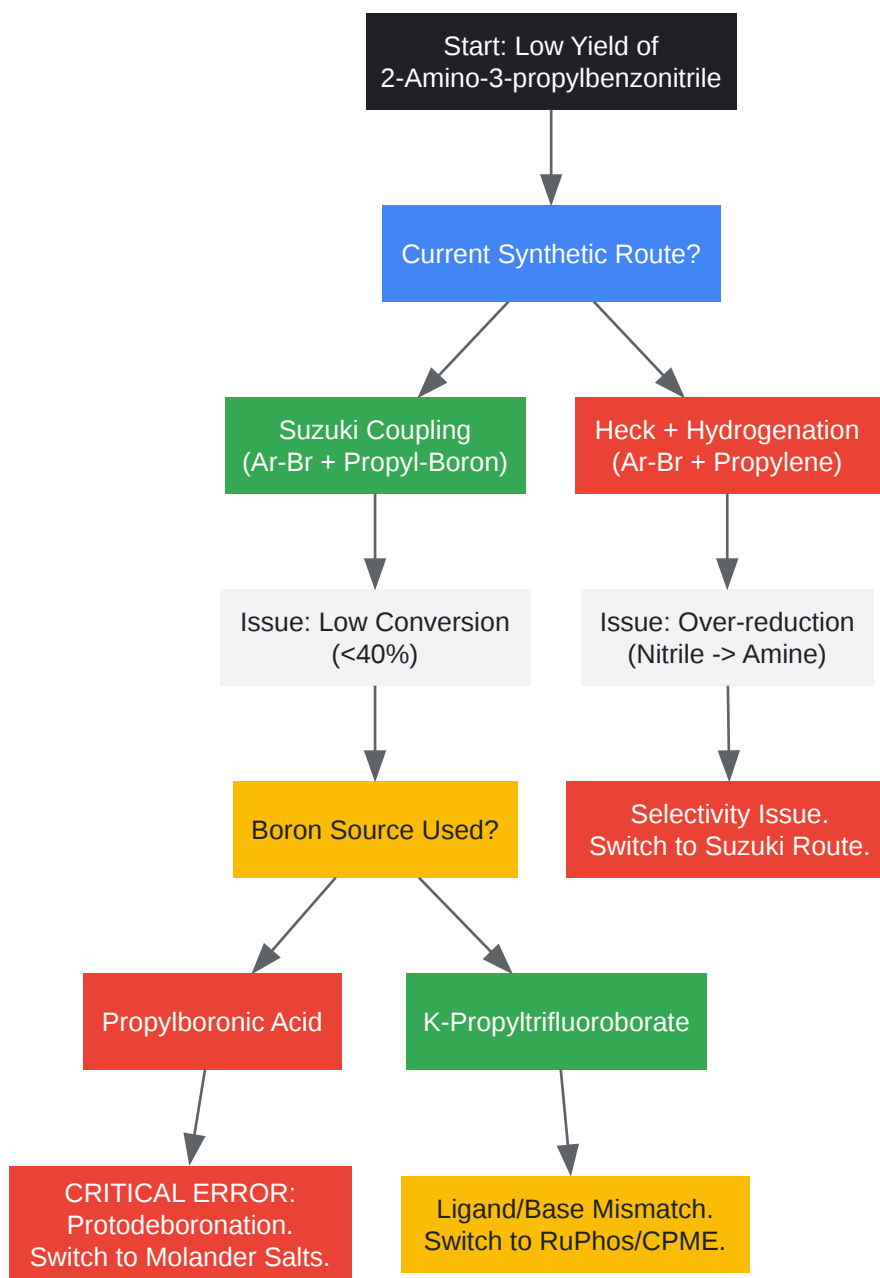 Start: Low Yield of
2-Amino-3-propylbenzonitrile
Current Synthetic Route?
Suzuki Coupling
(Ar-Br + Propyl-Boron)
Heck + Hydrogenation
(Ar-Br + Propylene)
Issue: Low Conversion
(<40%)
Issue: Over-reduction
(Nitrile -> Amine)
Boron Source Used?
Selectivity Issue.
Switch to Suzuki Route.
Propylboronic Acid
K-Propyltrifluoroborate
CRITICAL ERROR:
Protodeboronation.
Switch to Molander Salts.
Ligand/Base Mismatch.
Switch to RuPhos/CPME.